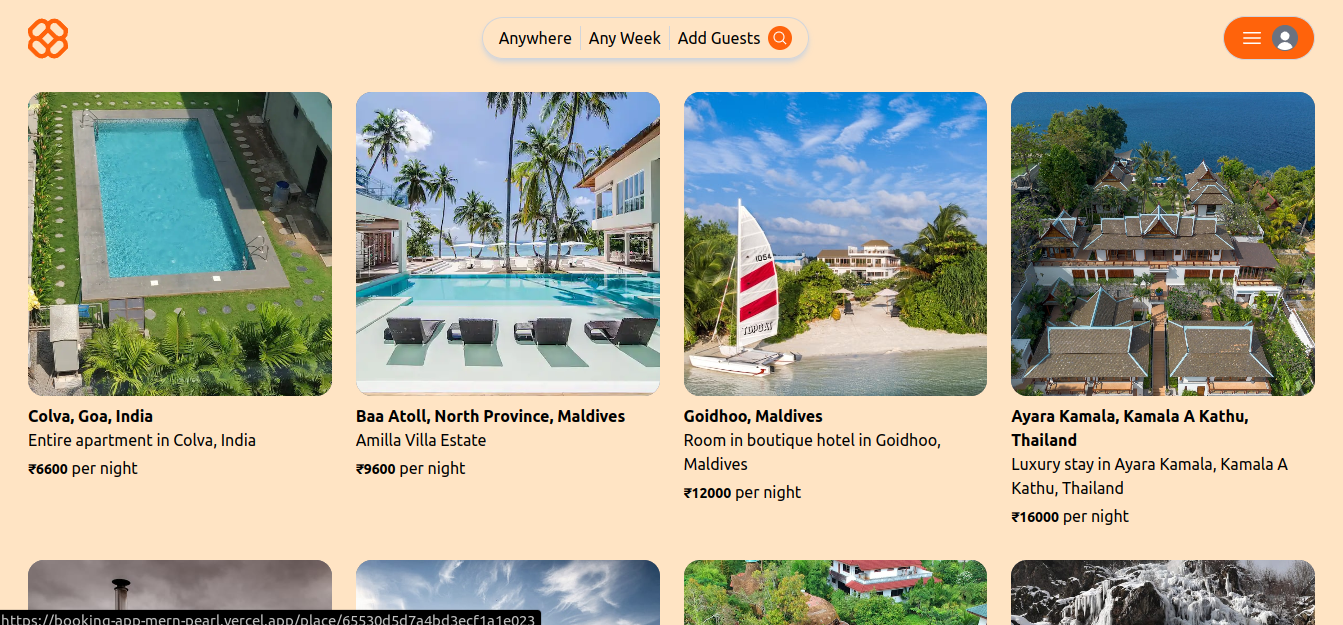 Anywhere Any Week Add Guests
1054
TOPCAT
Colva, Goa, India
Entire apartment in Colva, India
₹6600 per night
Baa Atoll, North Province, Maldives
Amilla Villa Estate
₹9600 per night
Goidhoo, Maldives
Room in boutique hotel in Goidhoo,
Maldives
₹12000 per night
Ayara Kamala, Kamala A Kathu,
Thailand
Luxury stay in Ayara Kamala, Kamala A
Kathu, Thailand
₹16000 per night
https://booking-app-mern-pearl.vercel.app/place/65530d5d7a4bd3ecf1a1e023